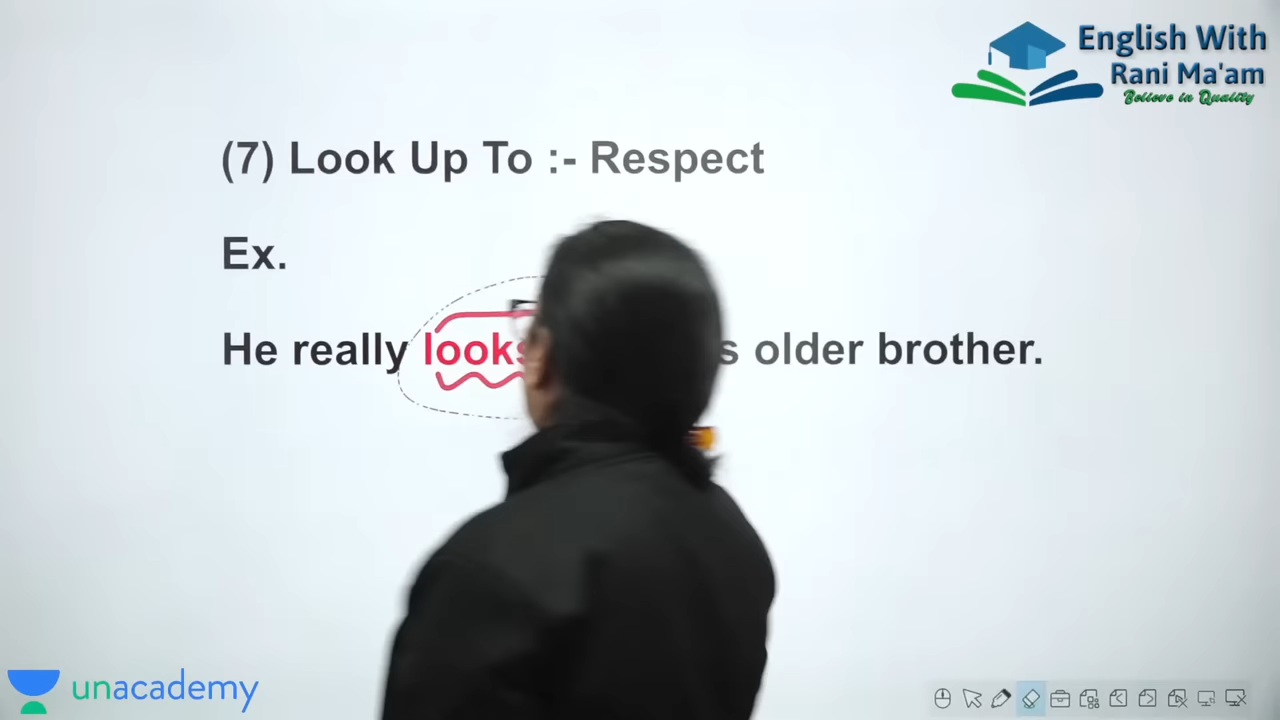 English With
Rani Ma'am
Believe in Quality
(7) Look Up To :- Respect
Ex.
He really looks older brother.
unacademy